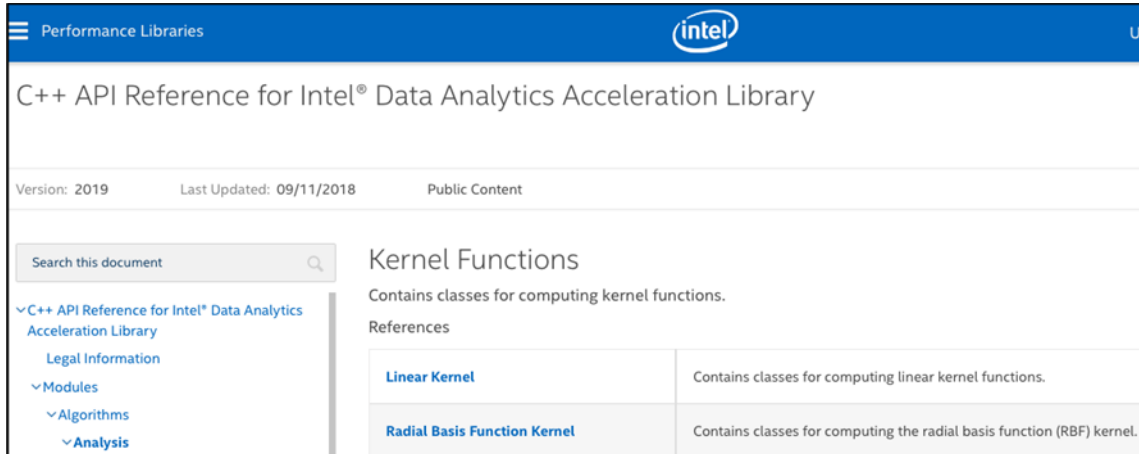 Performance Libraries
intel
U
C++ API Reference for Intel® Data Analytics Acceleration Library
Version: 2019 Last Updated: 09/11/2018 Public Content
Search this document
C++ API Reference for Intel® Data Analytics
Acceleration Library
Legal Information
Modules
Algorithms
Analysis
Kernel Functions
Contains classes for computing kernel functions.
References
Linear Kernel Contains classes for computing linear kernel functions.
Radial Basis Function Kernel Contains classes for computing the radial basis function (RBF) kernel.